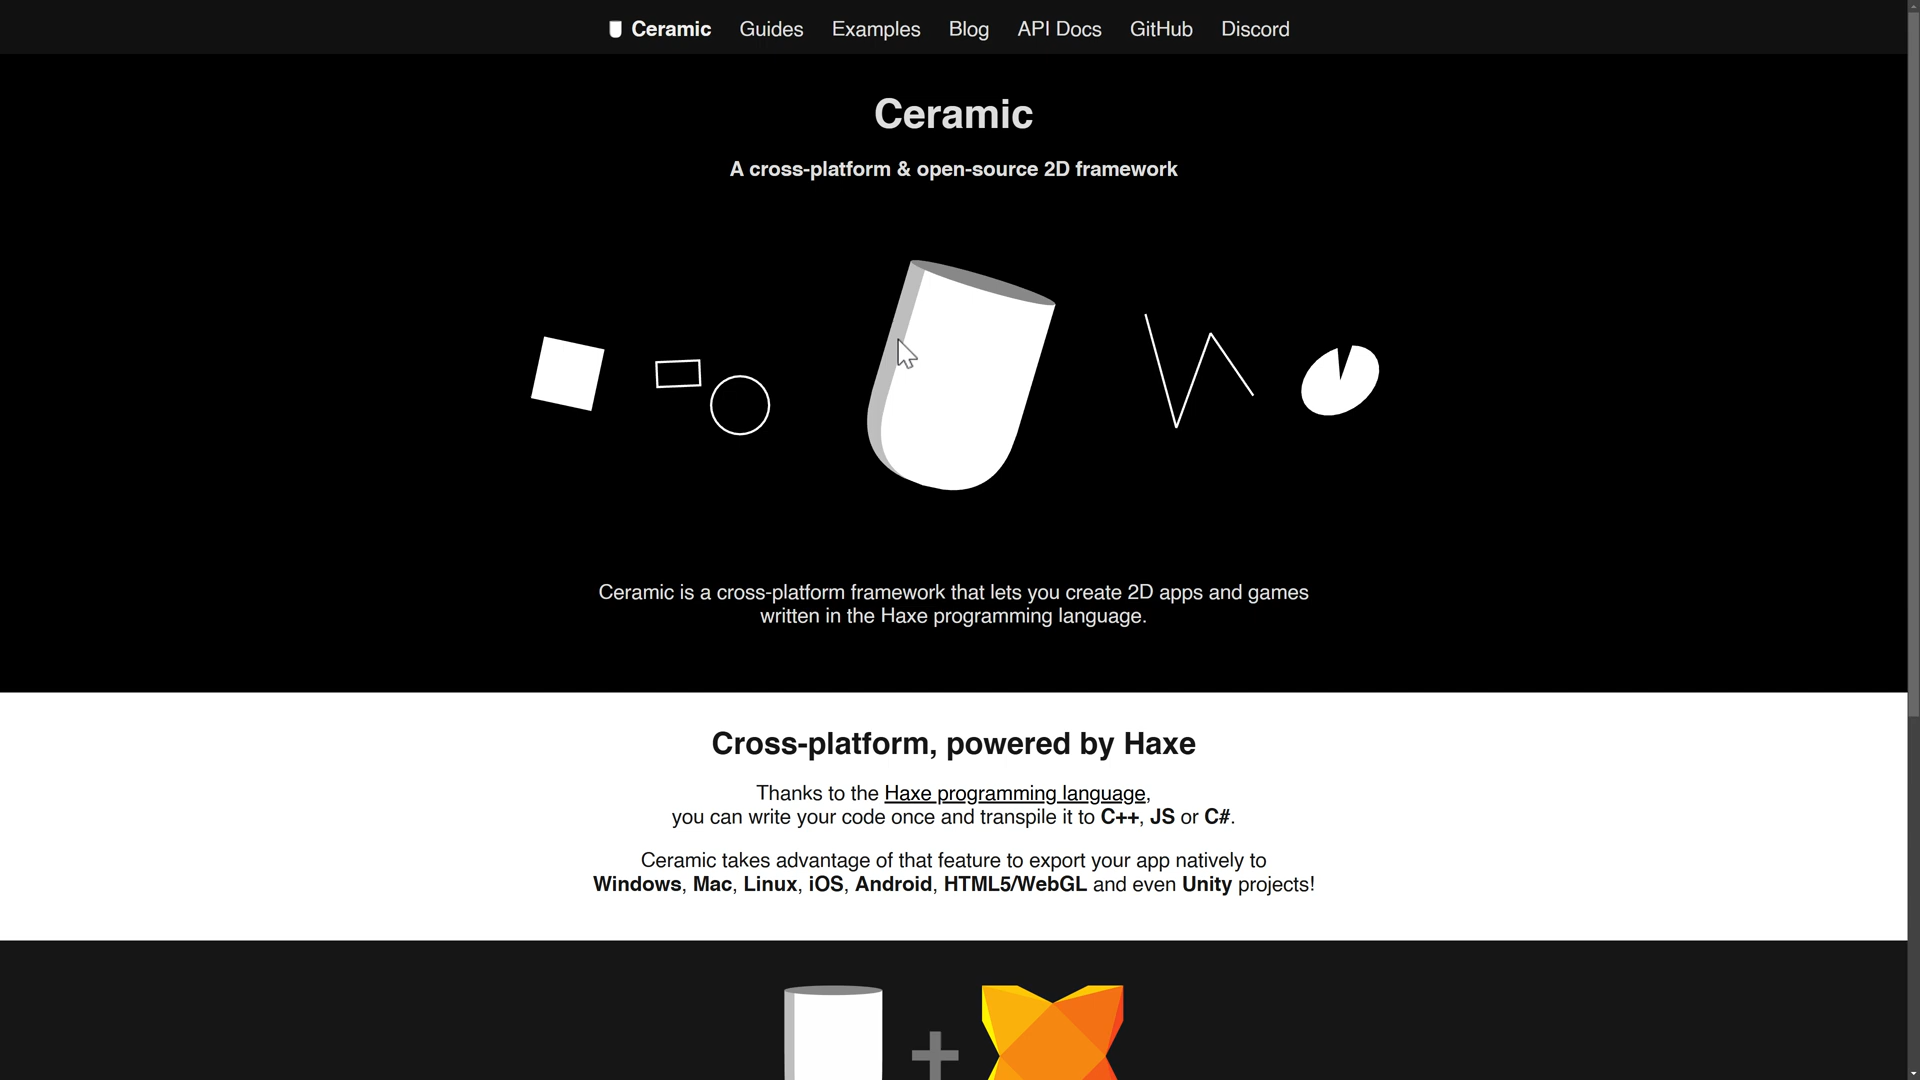 Ceramic Guides Examples Blog API Docs GitHub Discord
Ceramic
A cross-platform & open-source 2D framework
Ceramic is a cross-platform framework that lets you create 2D apps and games
written in the Haxe programming language.
Cross-platform, powered by Haxe
Thanks to the Haxe programming language,
you can write your code once and transpile it to C++, JS or C#.
Ceramic takes advantage of that feature to export your app natively to
Windows, Mac, Linux, iOS, Android, HTML5/WebGL and even Unity projects!